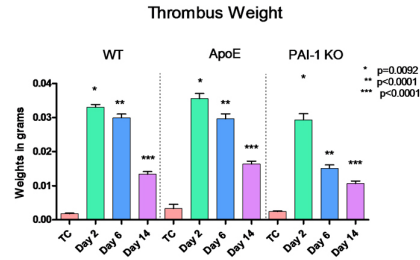 Thrombus Weight
WT
ApoE
PAI-1 KO
* p=0.0092
** p<0.0001
*** p<0.0001
Weights in grams
0.04
0.03
0.02
0.01
0.00
* ** ***
* ** ***
* ** ***
TC Day 2 Day 6 Day 14
TC Day 2 Day 6 Day 14
TC Day 2 Day 6 Day 14